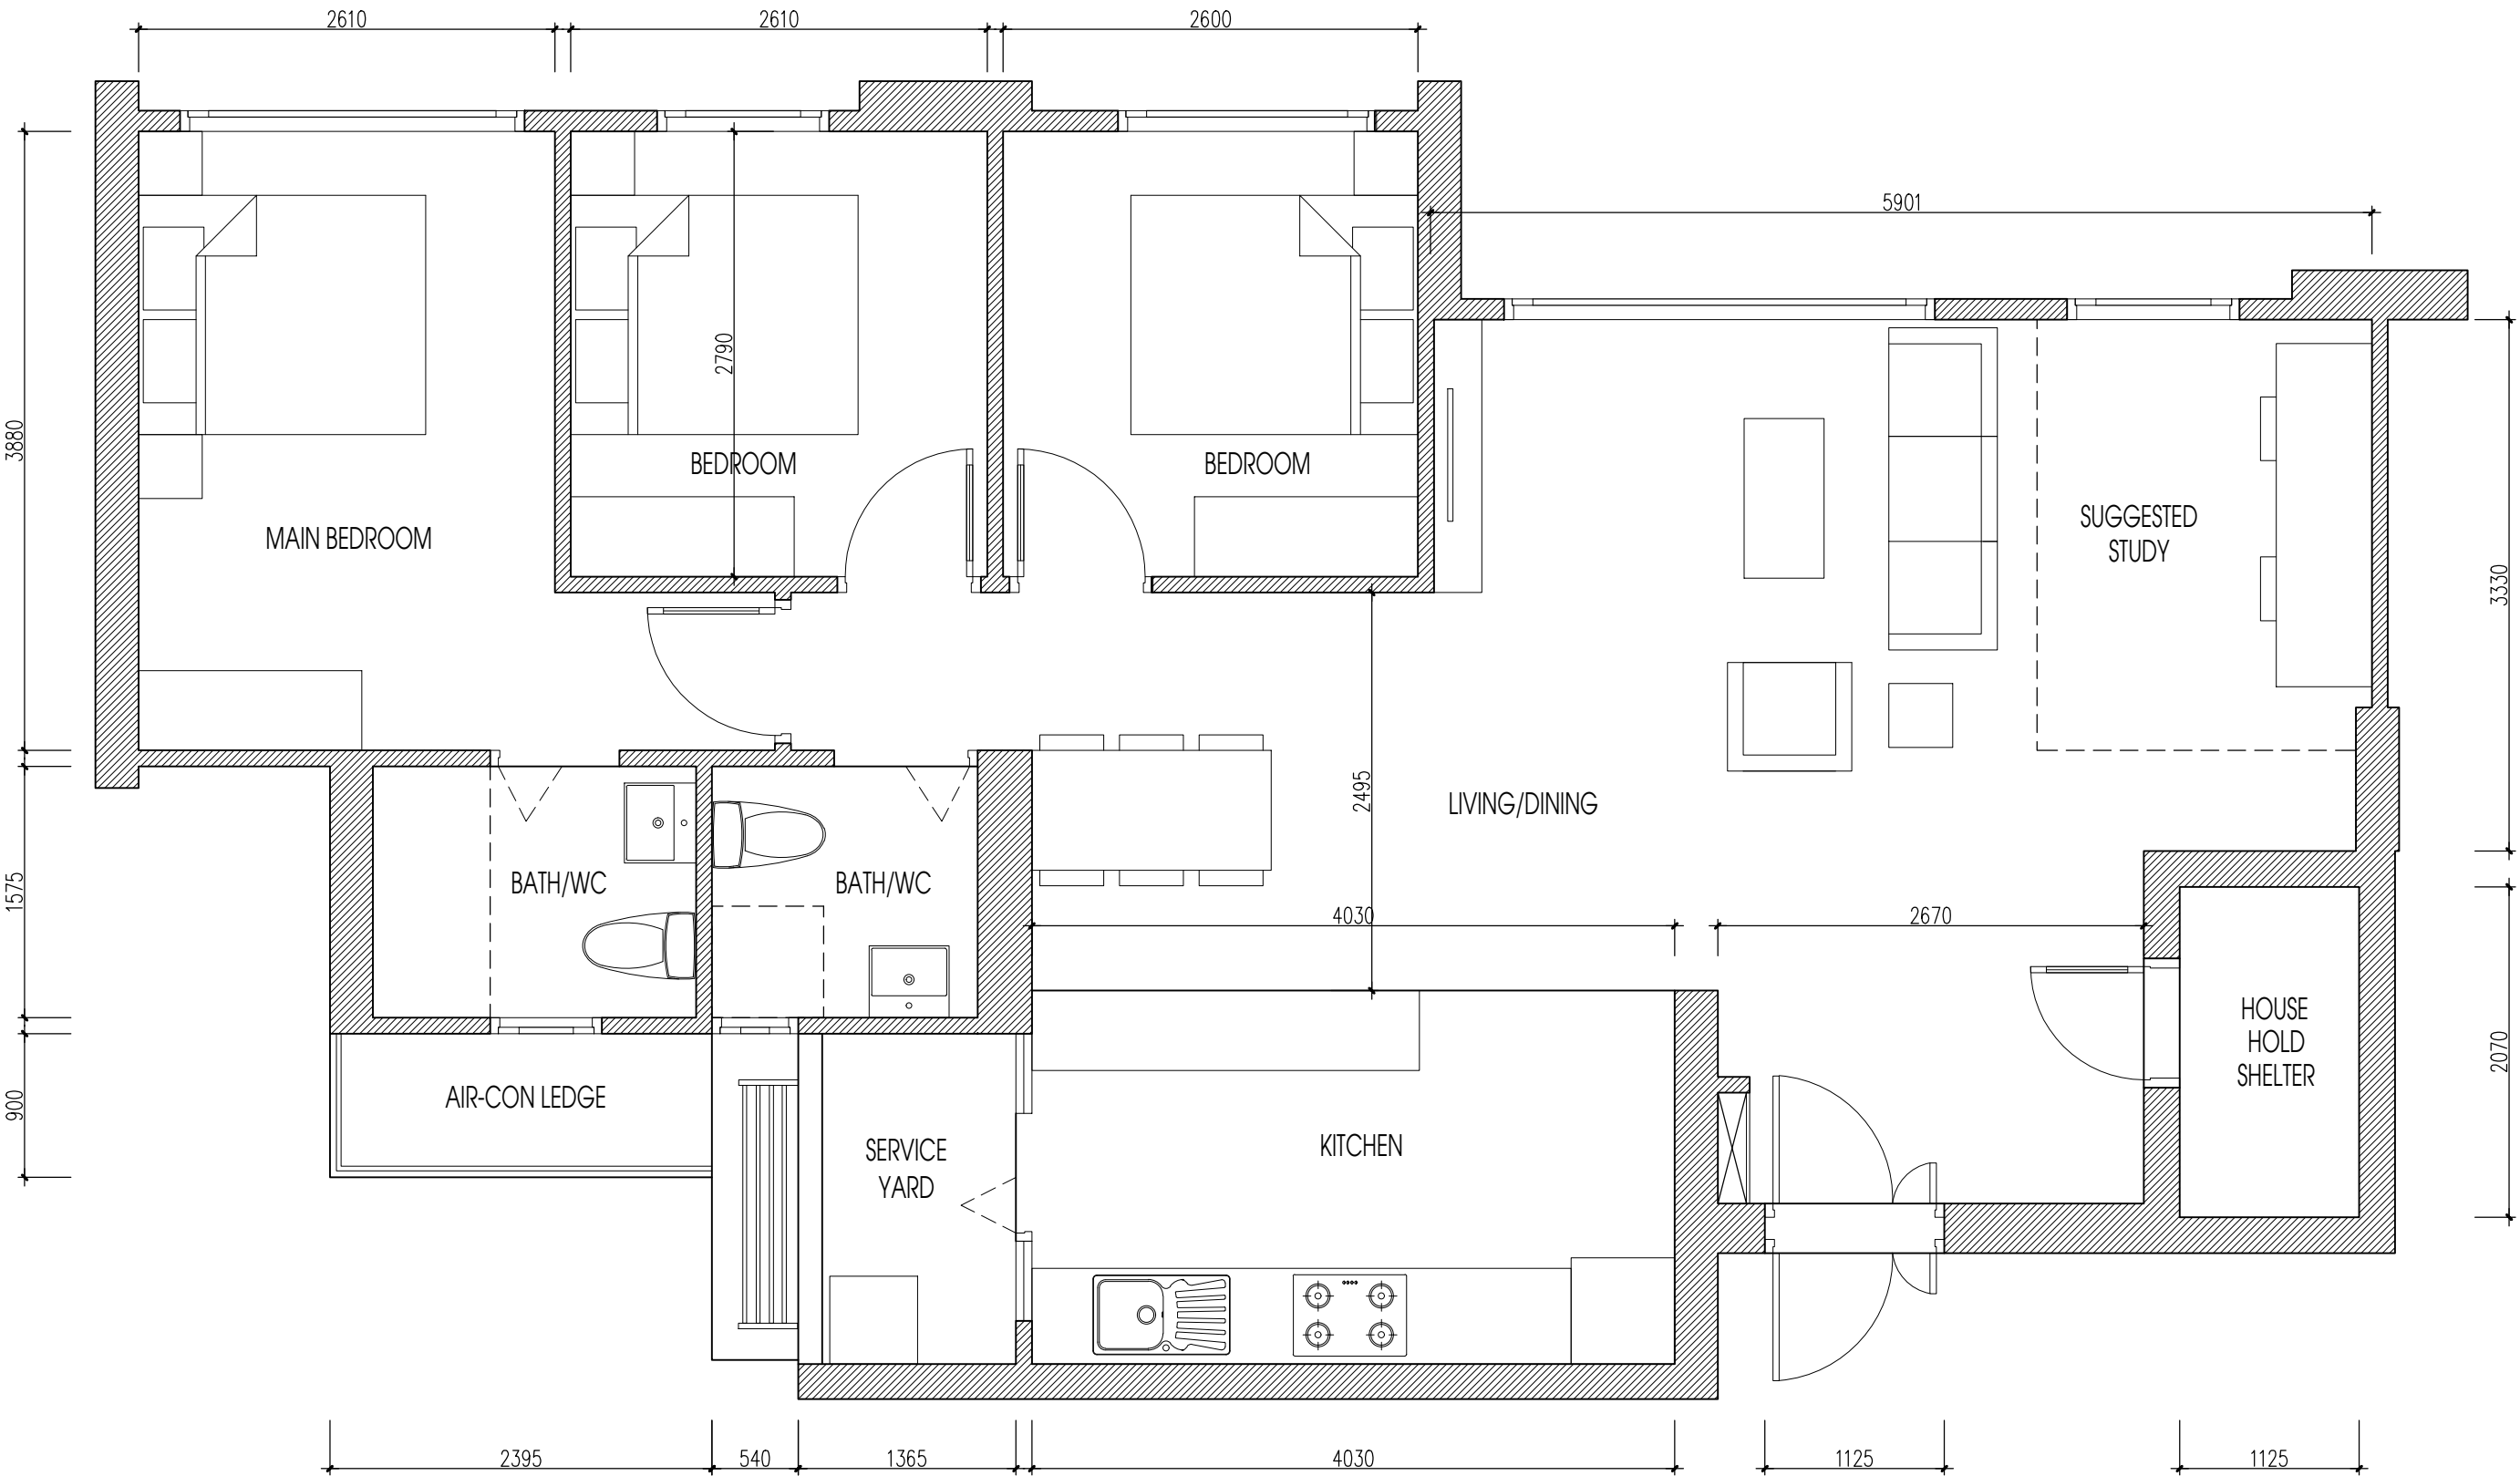 2610
2610
2600
5901
2790
3880
BEDROOM
BEDROOM
MAIN BEDROOM
SUGGESTED
STUDY
3330
2495
LIVING/DINING
1575
BATH/WC
BATH/WC
4030
2670
HOUSE
HOLD
SHELTER
2070
900
AIR-CON LEDGE
SERVICE
YARD
KITCHEN
2395
540
1365
4030
1125
1125